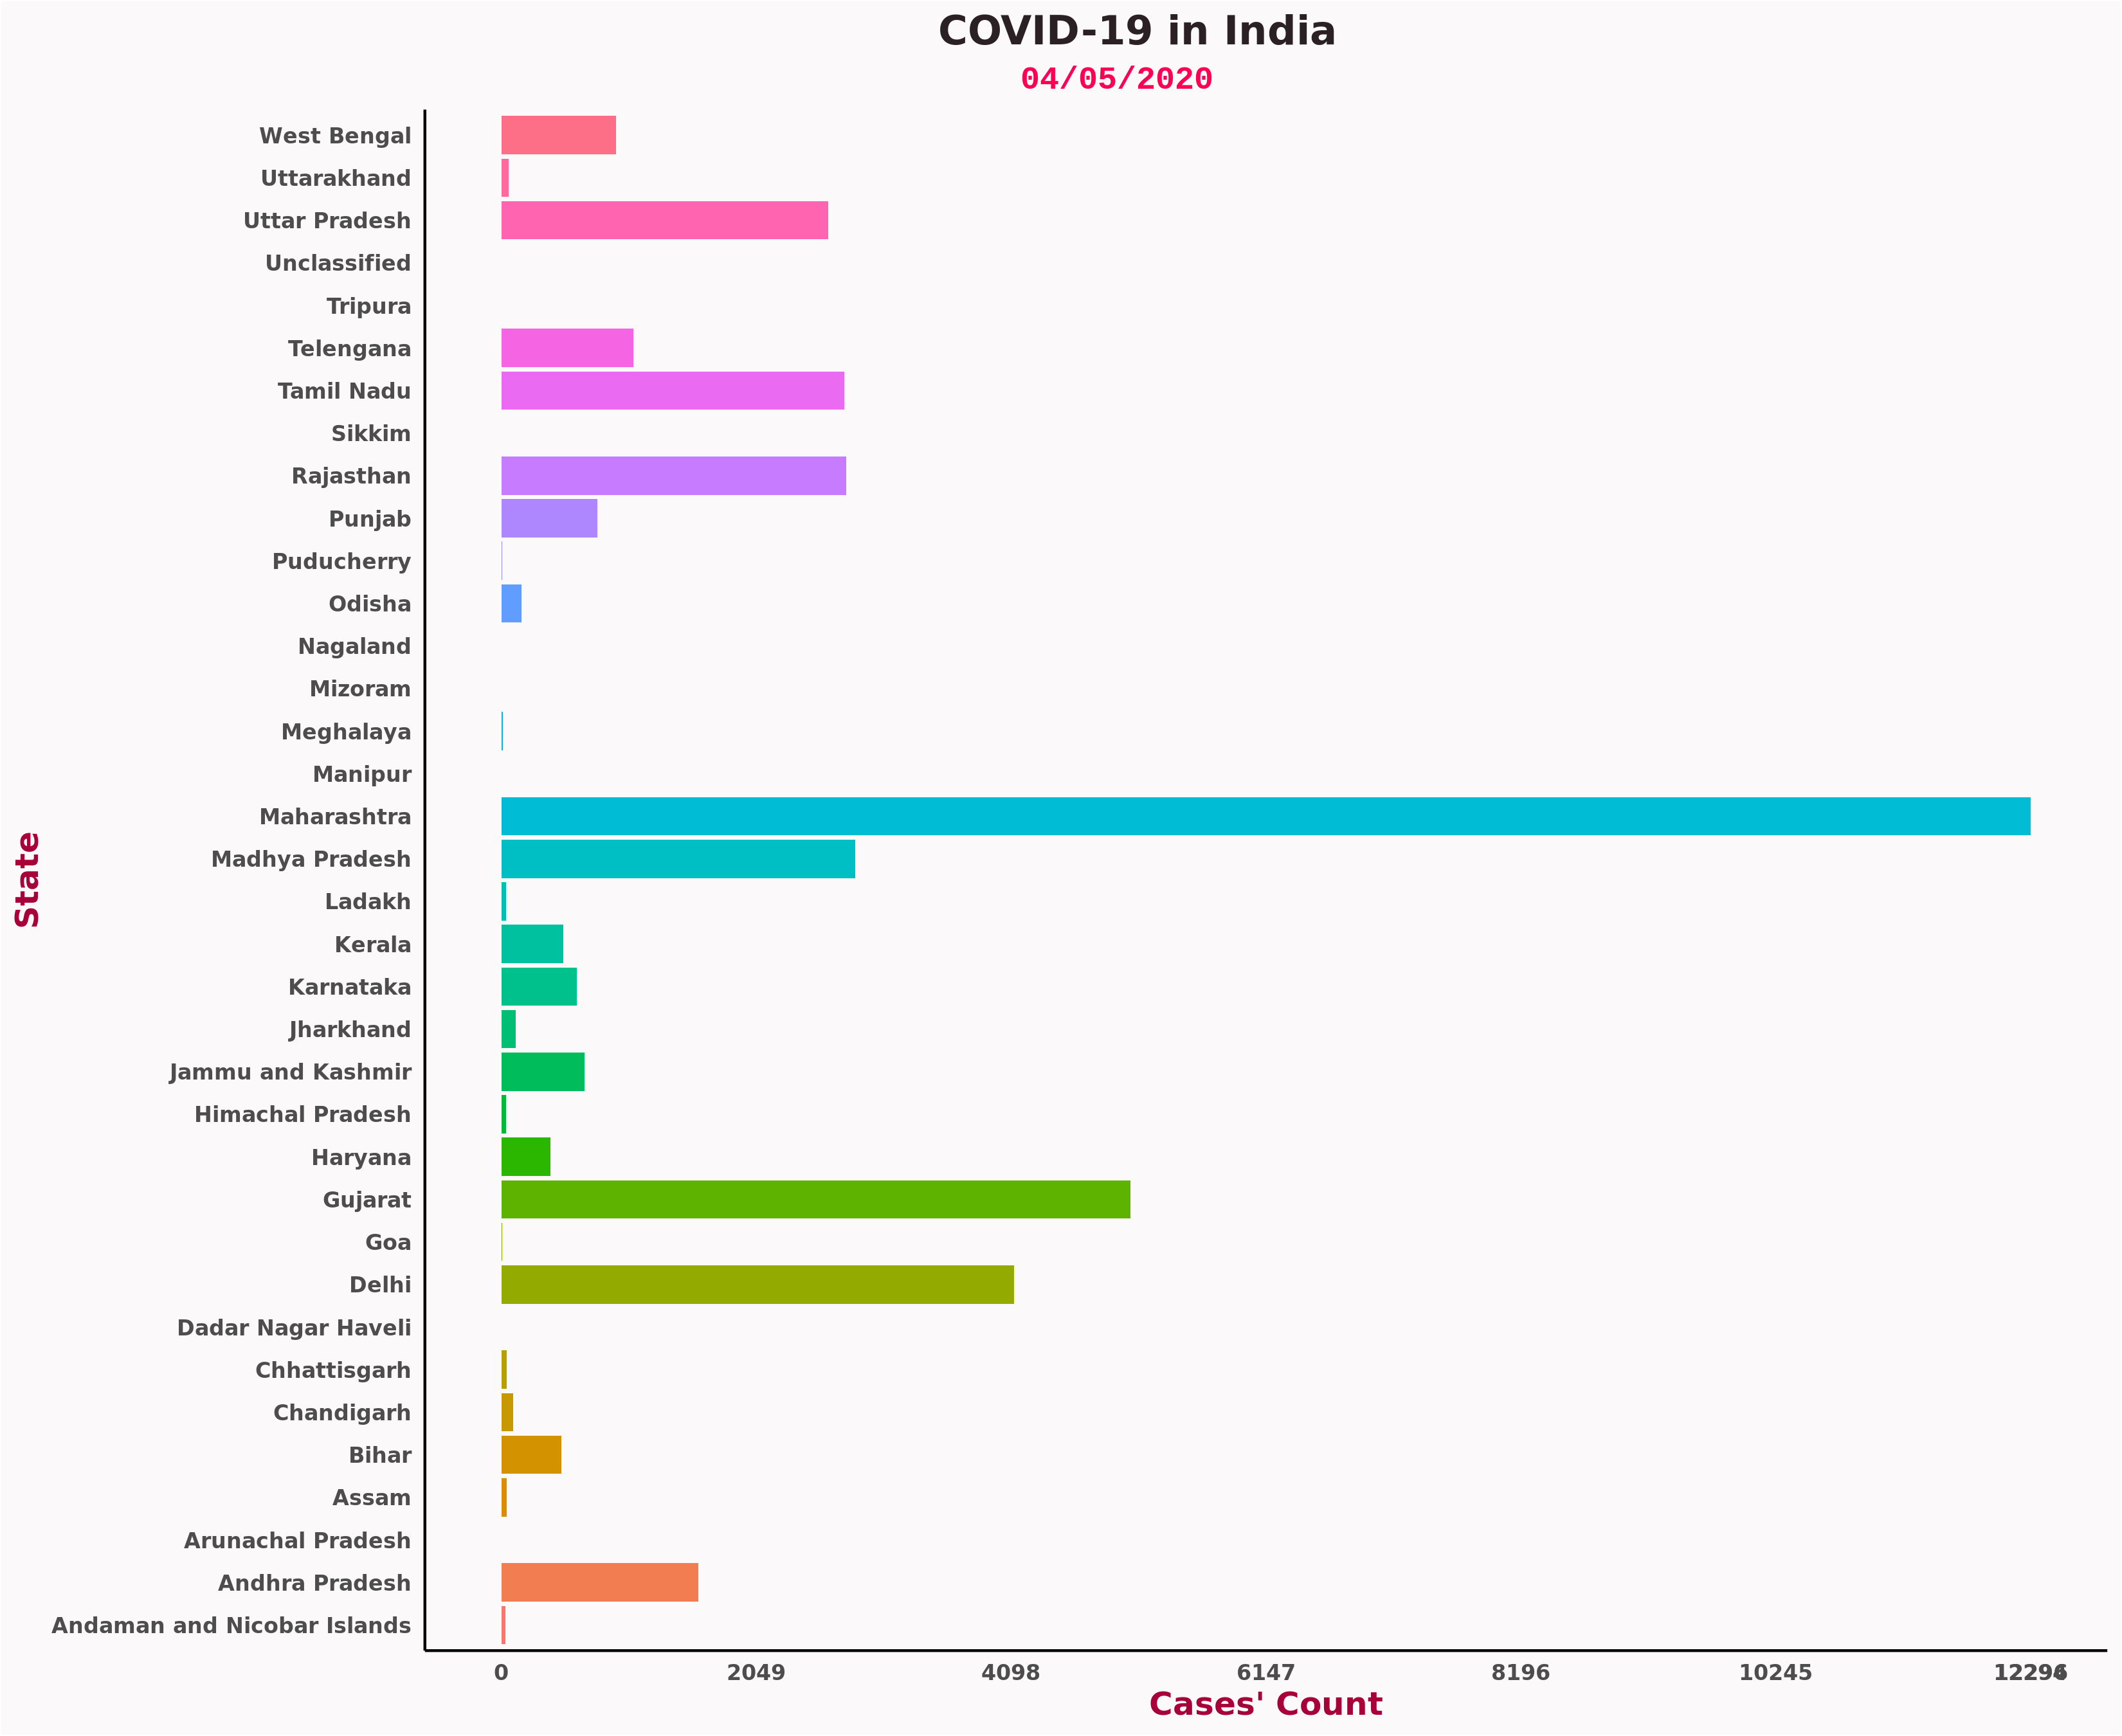 COVID-19 in India
04/05/2020
West Bengal
Uttarakhand
Uttar Pradesh
Unclassified
Tripura
Telengana
Tamil Nadu
Sikkim
Rajasthan
Punjab
Puducherry
Odisha
Nagaland
Mizoram
Meghalaya
Manipur
Maharashtra
Madhya Pradesh
Ladakh
Kerala
Karnataka
Jharkhand
Jammu and Kashmir
Himachal Pradesh
Haryana
Gujarat
Goa
Delhi
Dadar Nagar Haveli
Chhattisgarh
Chandigarh
Bihar
Assam
Arunachal Pradesh
Andhra Pradesh
Andaman and Nicobar Islands
State
0 2049 4098 6147 8196 10245
Cases' Count